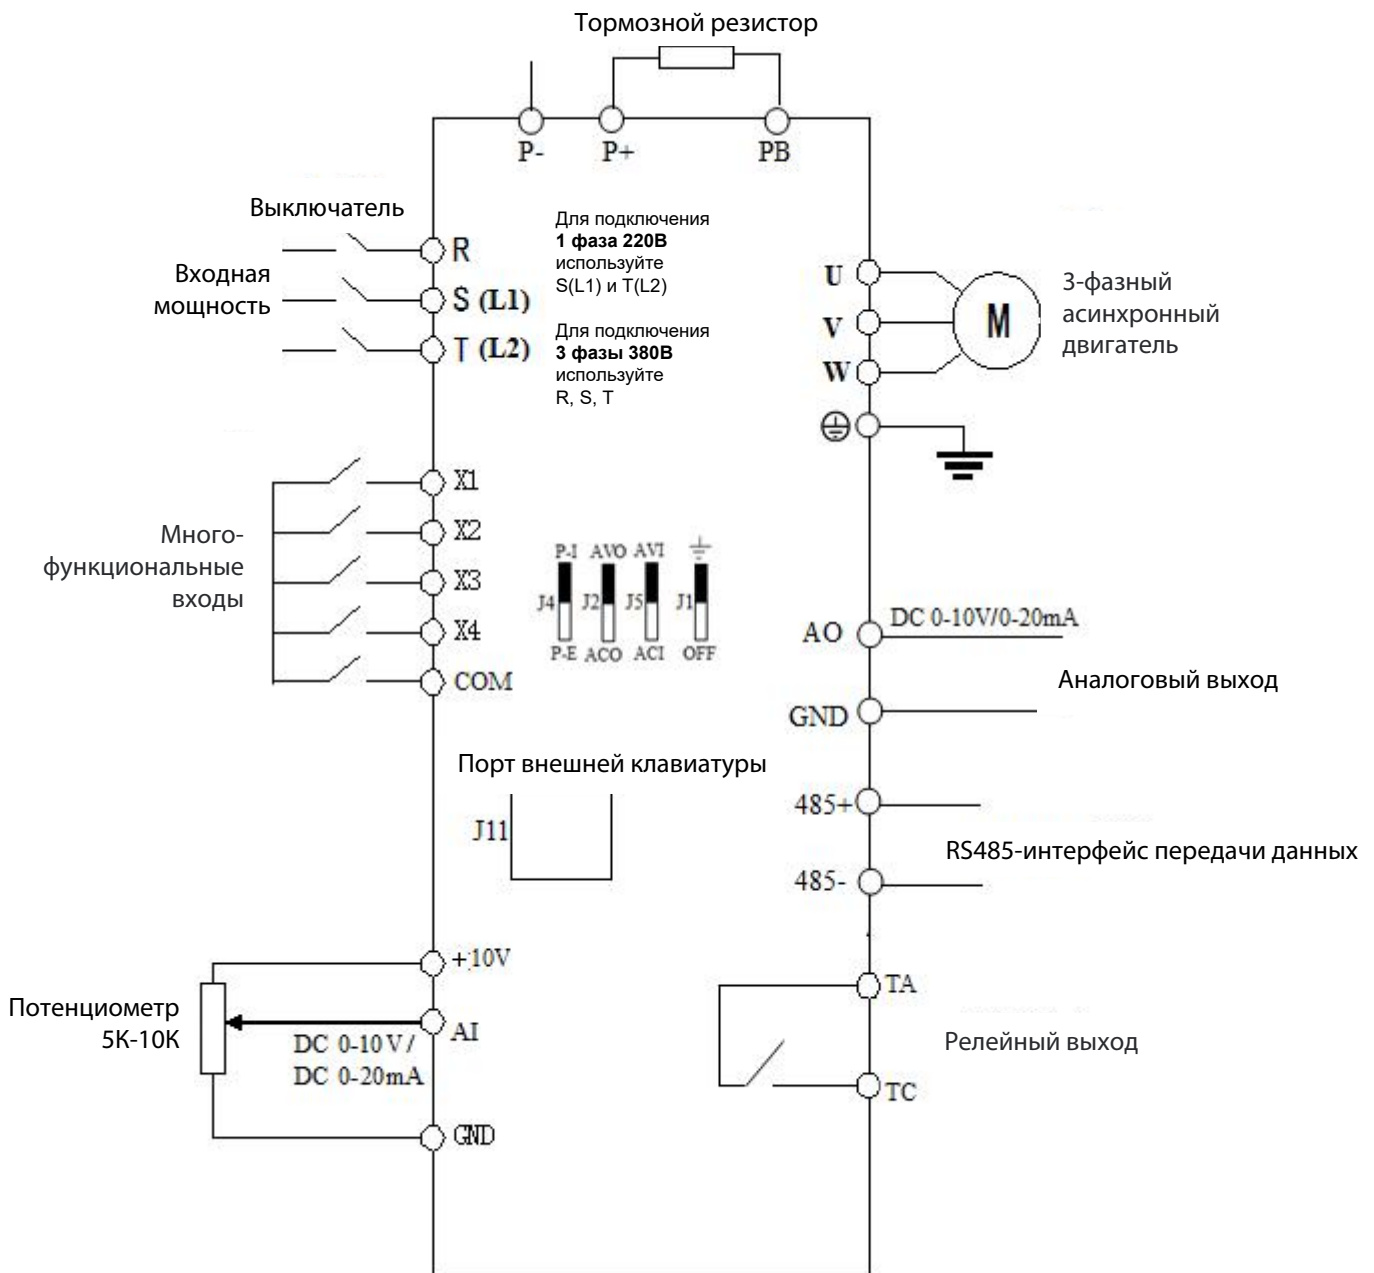 Тормозной резистор
P-
P+
PB
Выключатель
R
Входная
мощность
S (L1)
T (L2)
Для подключения
1 фаза 220В
используйте
S(L1) и T(L2)
Для подключения
3 фазы 380В
используйте
R, S, T
U
V
W
M
3-фазный
асинхронный
двигатель
X1
X2
X3
X4
COM
Много-
функциональные
входы
P-I AVO AVI
J4 J2 J5 J1
P-E ACO ACI OFF
AO
DC 0-10V/0-20mA
Аналоговый выход
GND
Порт внешней клавиатуры
J11
485+
RS485-интерфейс передачи данных
485-
+10V
Потенциометр
5К-10К
AI
DC 0-10V/
DC 0-20mA
GND
TA
Релейный выход
TC